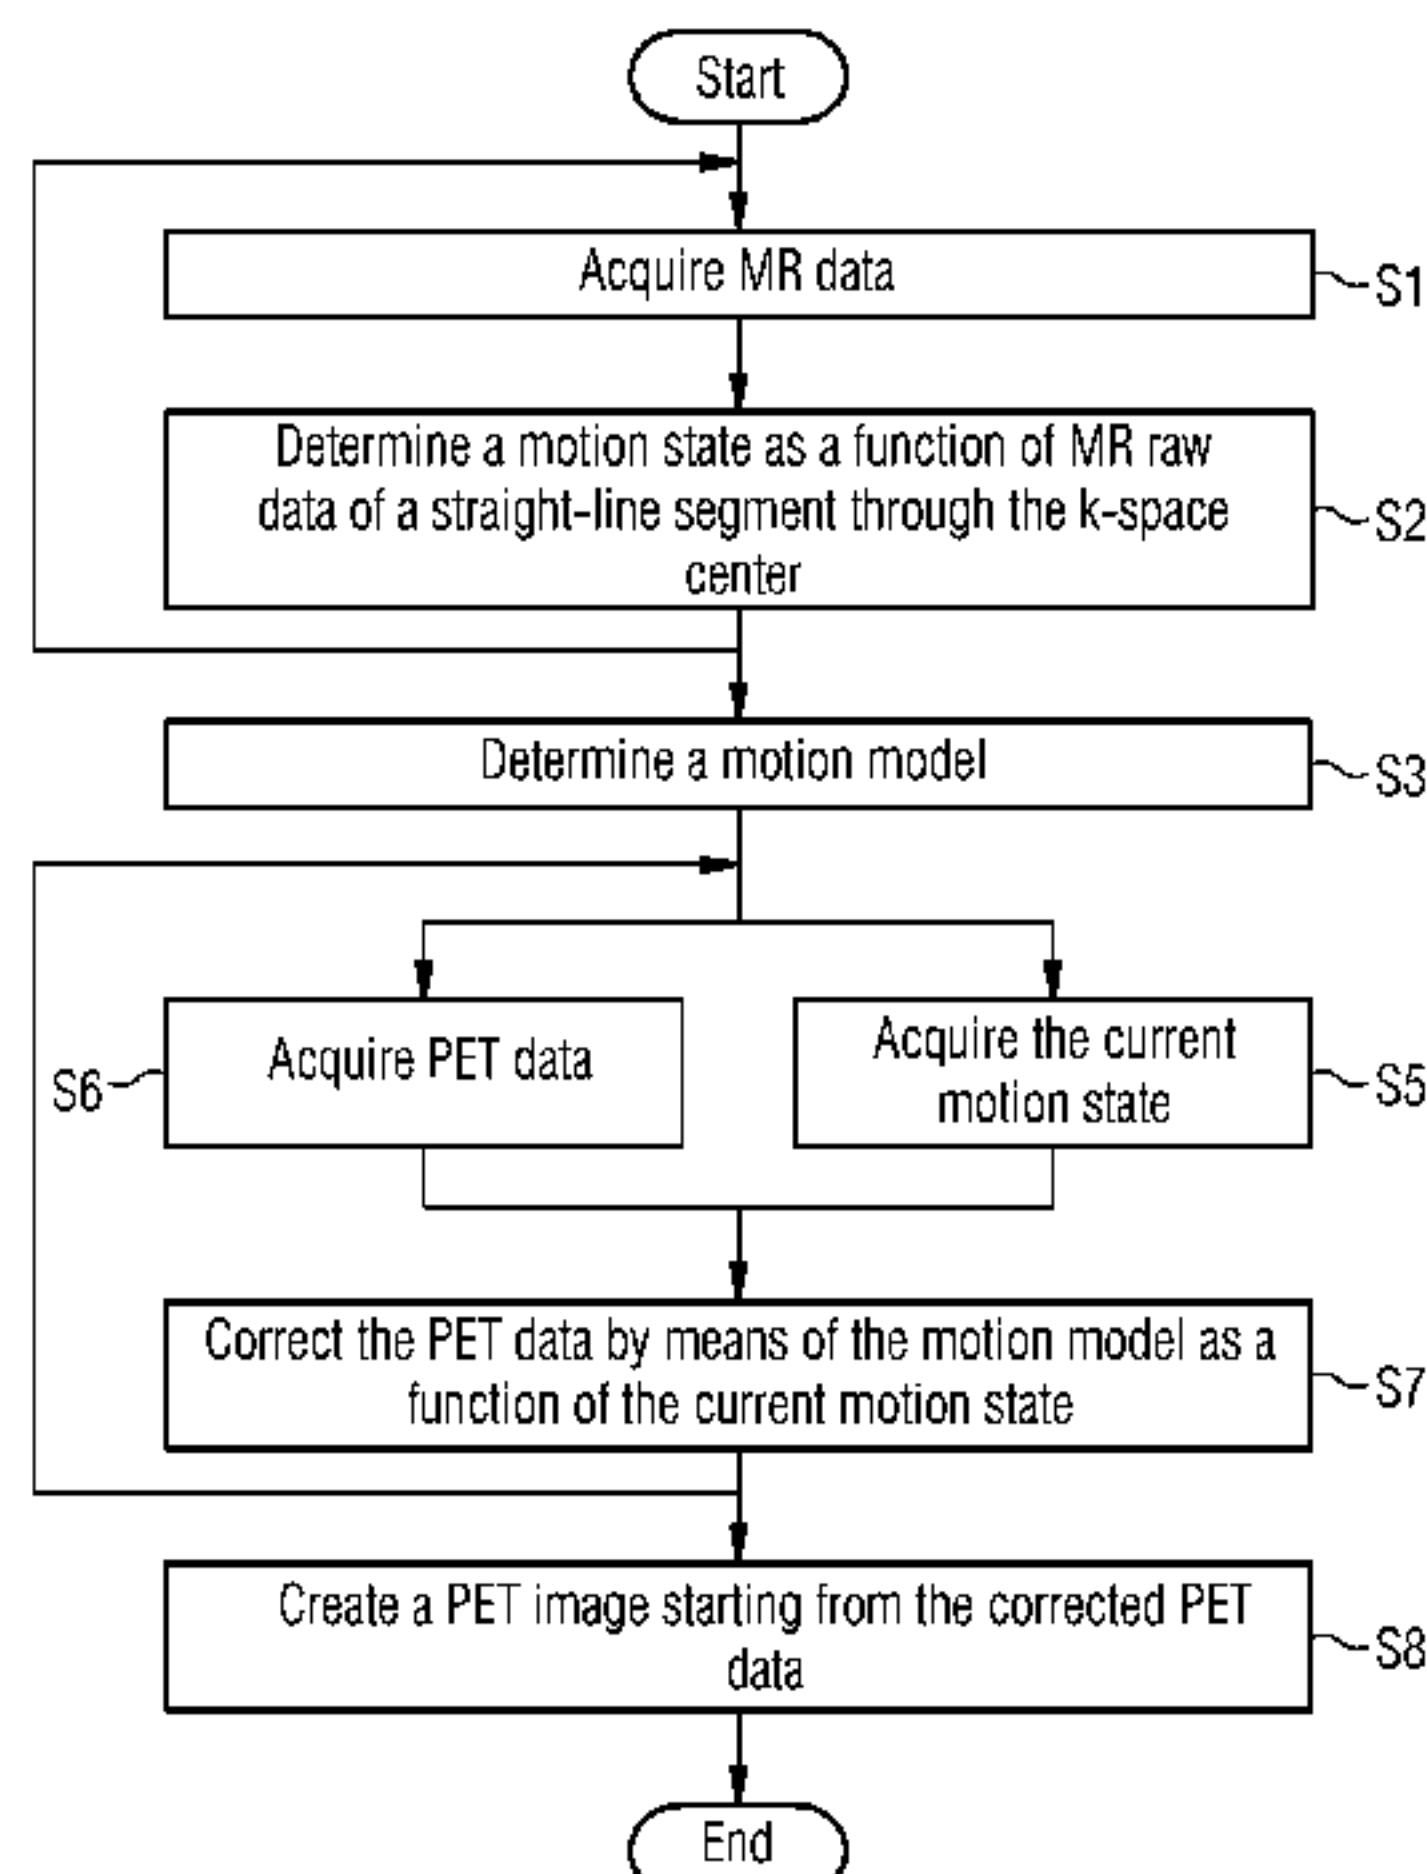 Start
Acquire MR data
S1
Determine a motion state as a function of MR raw
data of a straight-line segment through the k-space
center
S2
Determine a motion model
S3
Acquire PET data
S6
Acquire the current
motion state
S5
Correct the PET data by means of the motion model as a
function of the current motion state
S7
Create a PET image starting from the corrected PET
data
S8
End